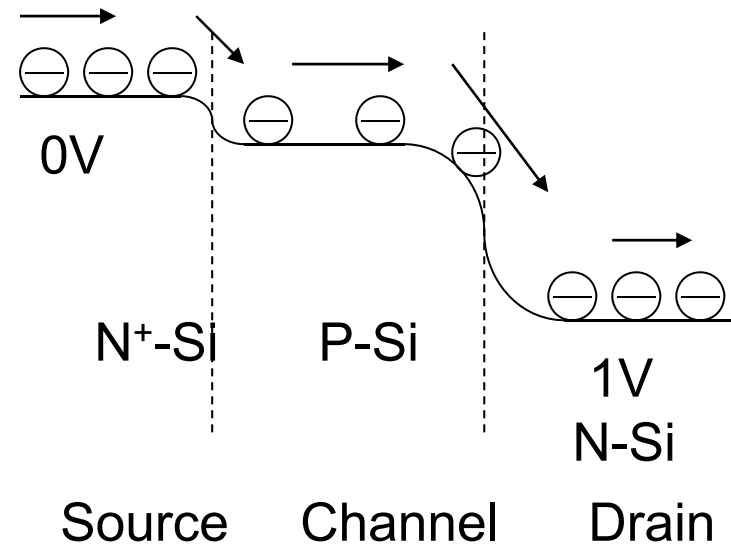 0V
N⁺-Si P-Si
1V
N-Si
Source Channel Drain